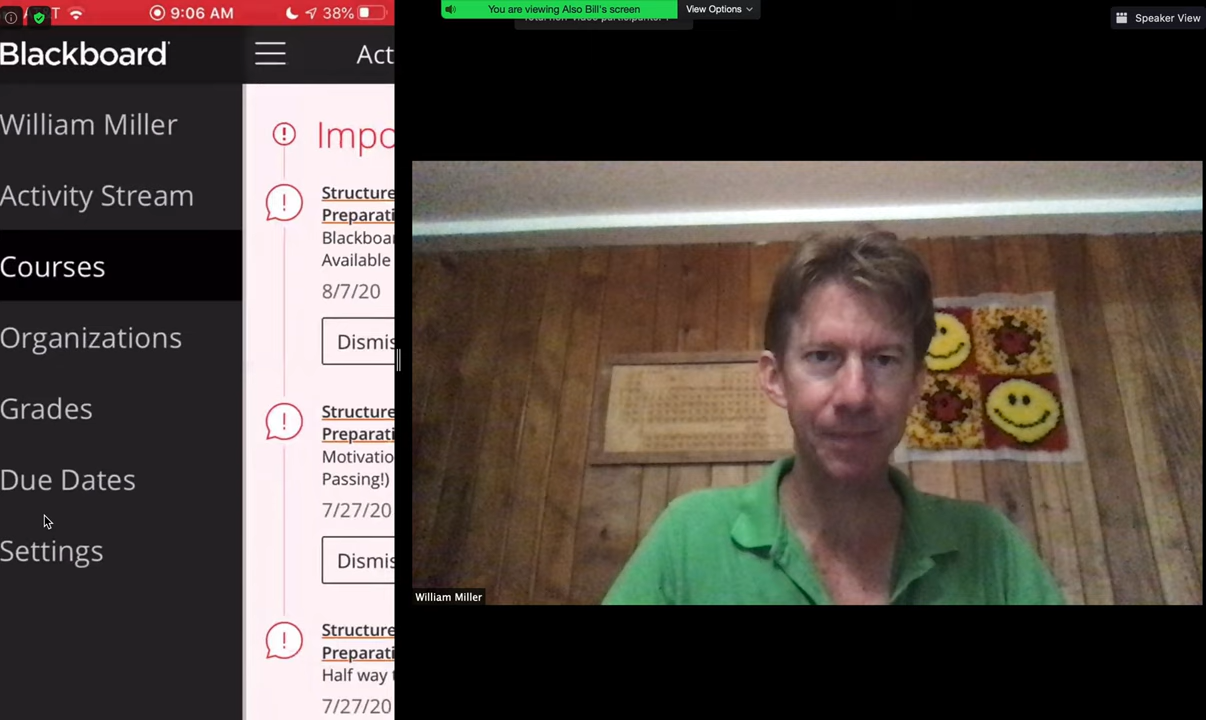 9:06 AM
38%
Blackboard
William Miller
Activity Stream
Courses
Organizations
Grades
Due Dates
Settings
Act
Impo
Structure
Preparati
Blackboar
Available
8/7/20
Dismis
Structure
Preparati
Motivatio
Passing!)
7/27/20
Dismis
Structure
Preparati
Half way
7/27/20
You are viewing Also Bill's screen
View Options
Speaker View
William Miller